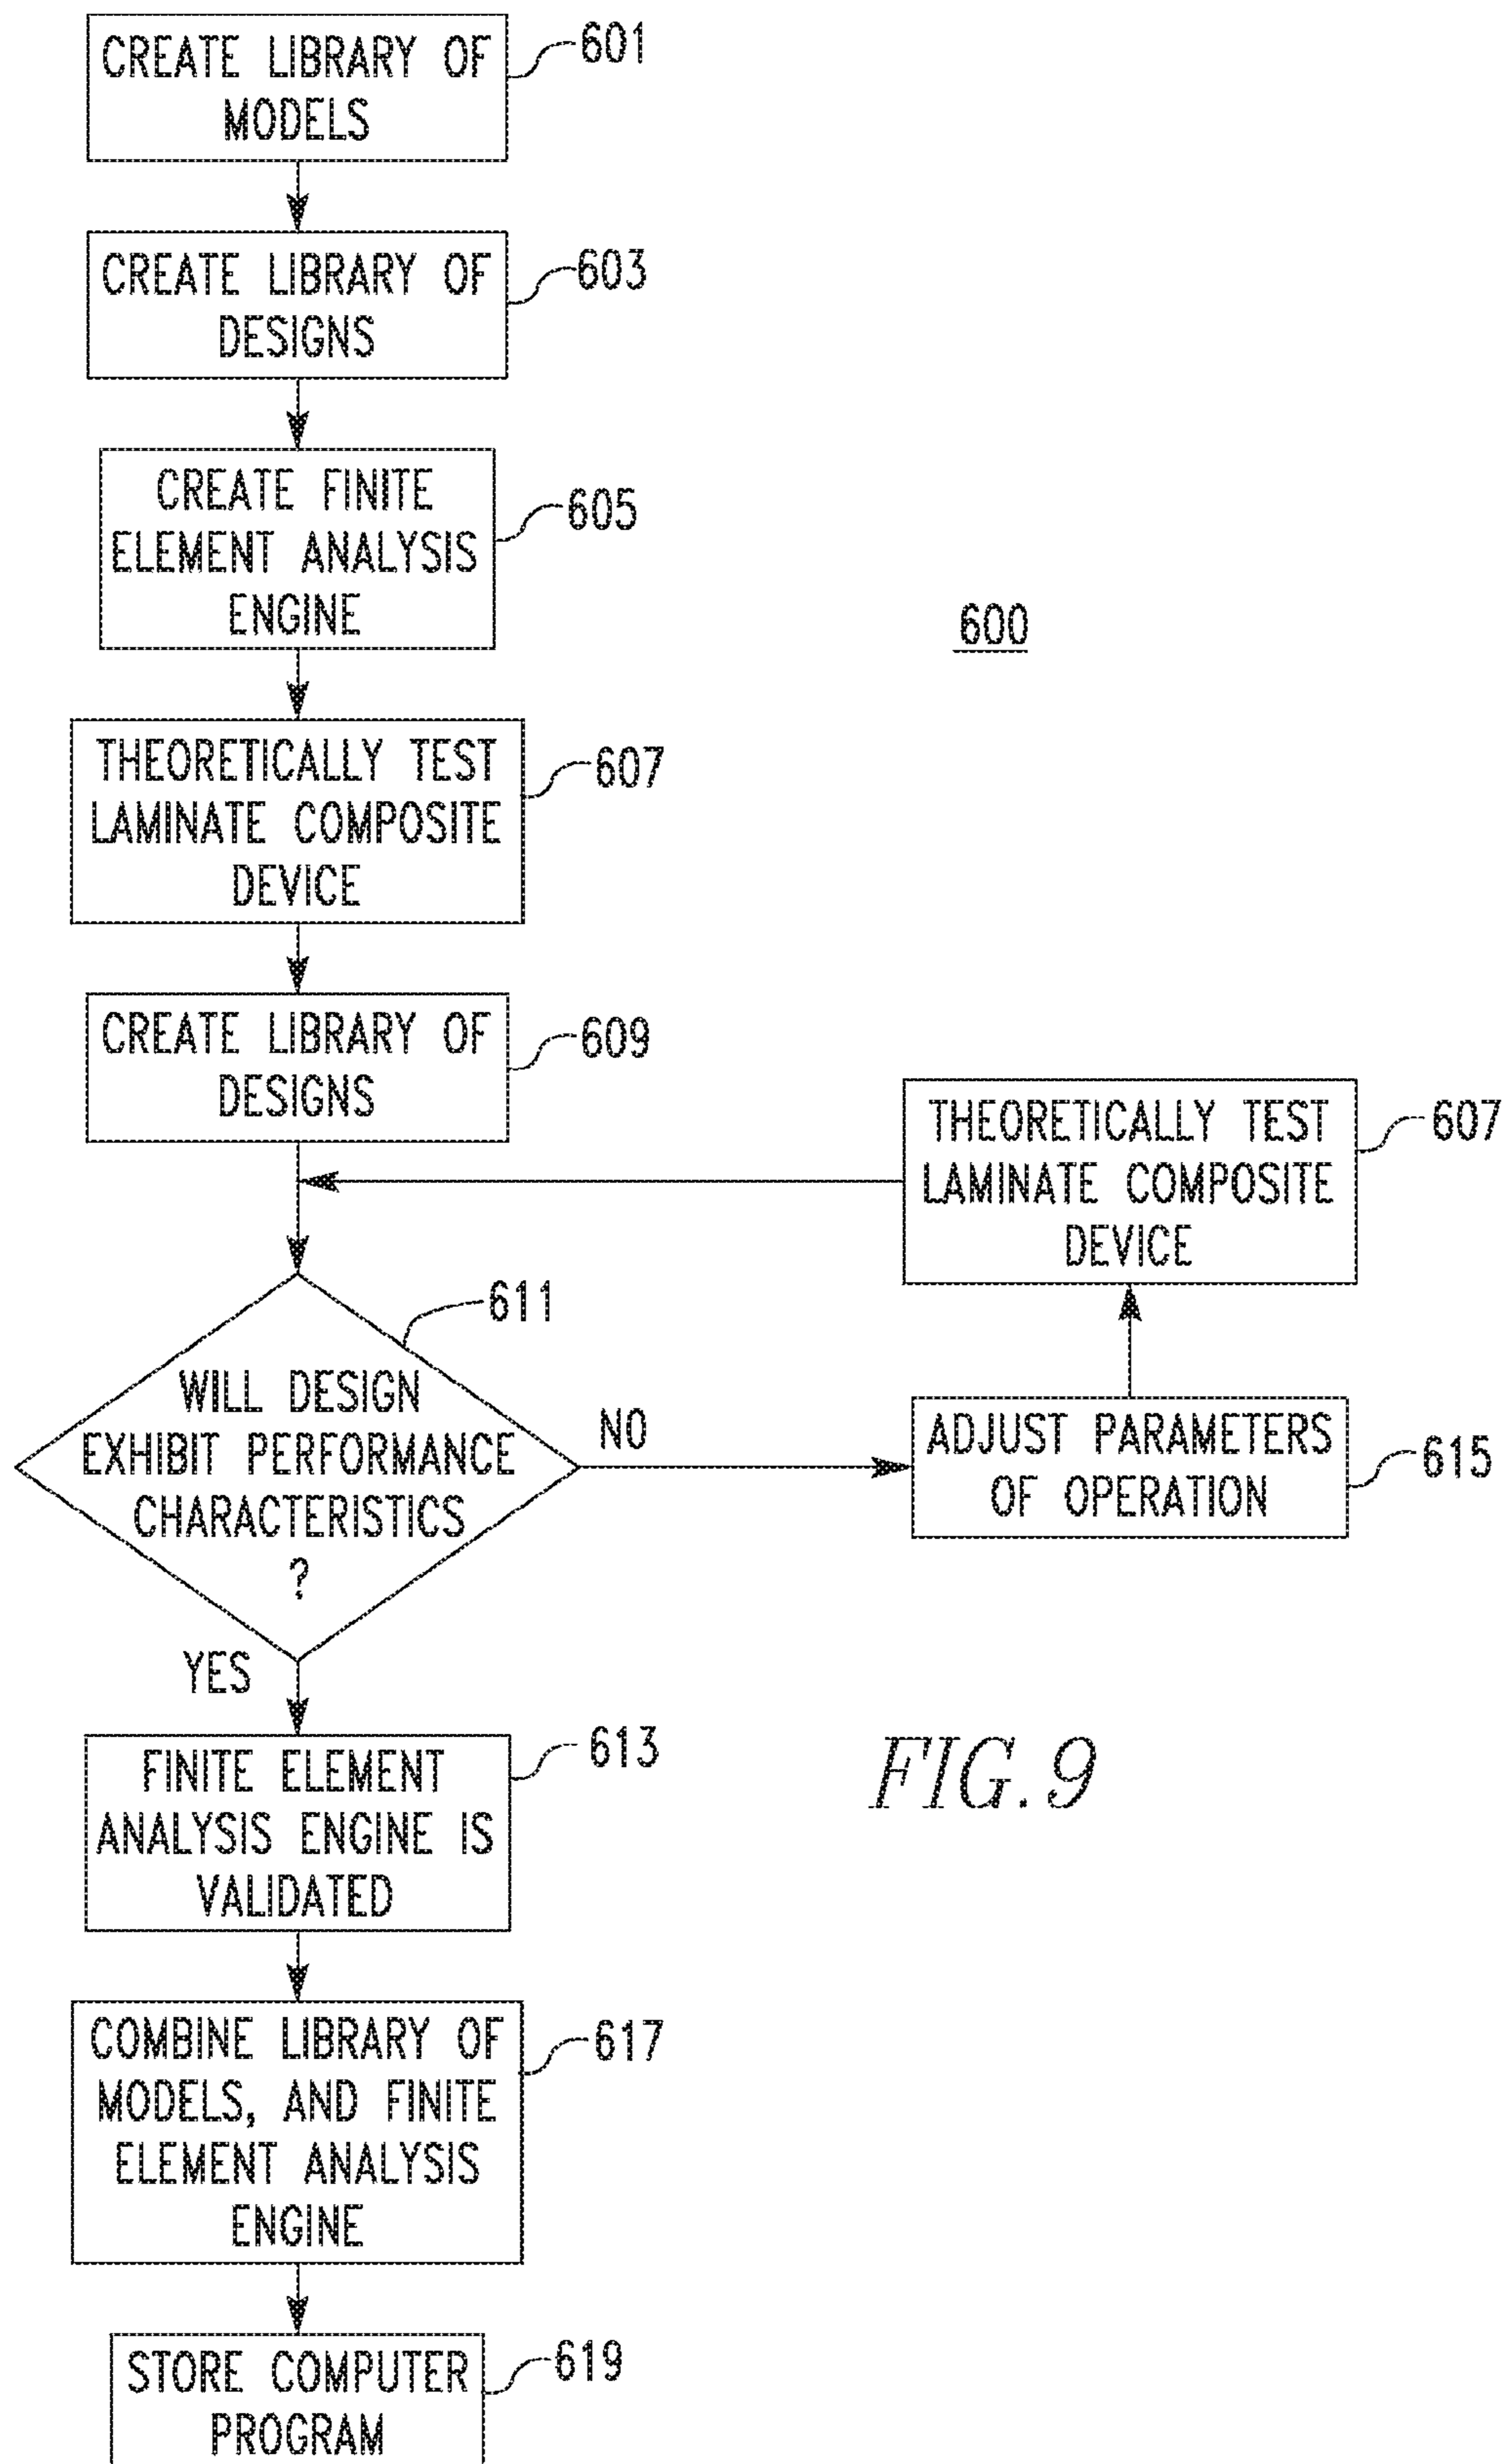 CREATE LIBRARY OF
MODELS
601
CREATE LIBRARY OF
DESIGNS
603
CREATE FINITE
ELEMENT ANALYSIS
ENGINE
605
600
THEORETICALLY TEST
LAMINATE COMPOSITE
DEVICE
607
CREATE LIBRARY OF
DESIGNS
609
THEORETICALLY TEST
LAMINATE COMPOSITE
DEVICE
607
611
WILL DESIGN
EXHIBIT PERFORMANCE
CHARACTERISTICS
?
NO
ADJUST PARAMETERS
OF OPERATION
615
YES
FINITE ELEMENT
ANALYSIS ENGINE IS
VALIDATED
613
FIG. 9
COMBINE LIBRARY OF
MODELS, AND FINITE
ELEMENT ANALYSIS
ENGINE
617
STORE COMPUTER
PROGRAM
619